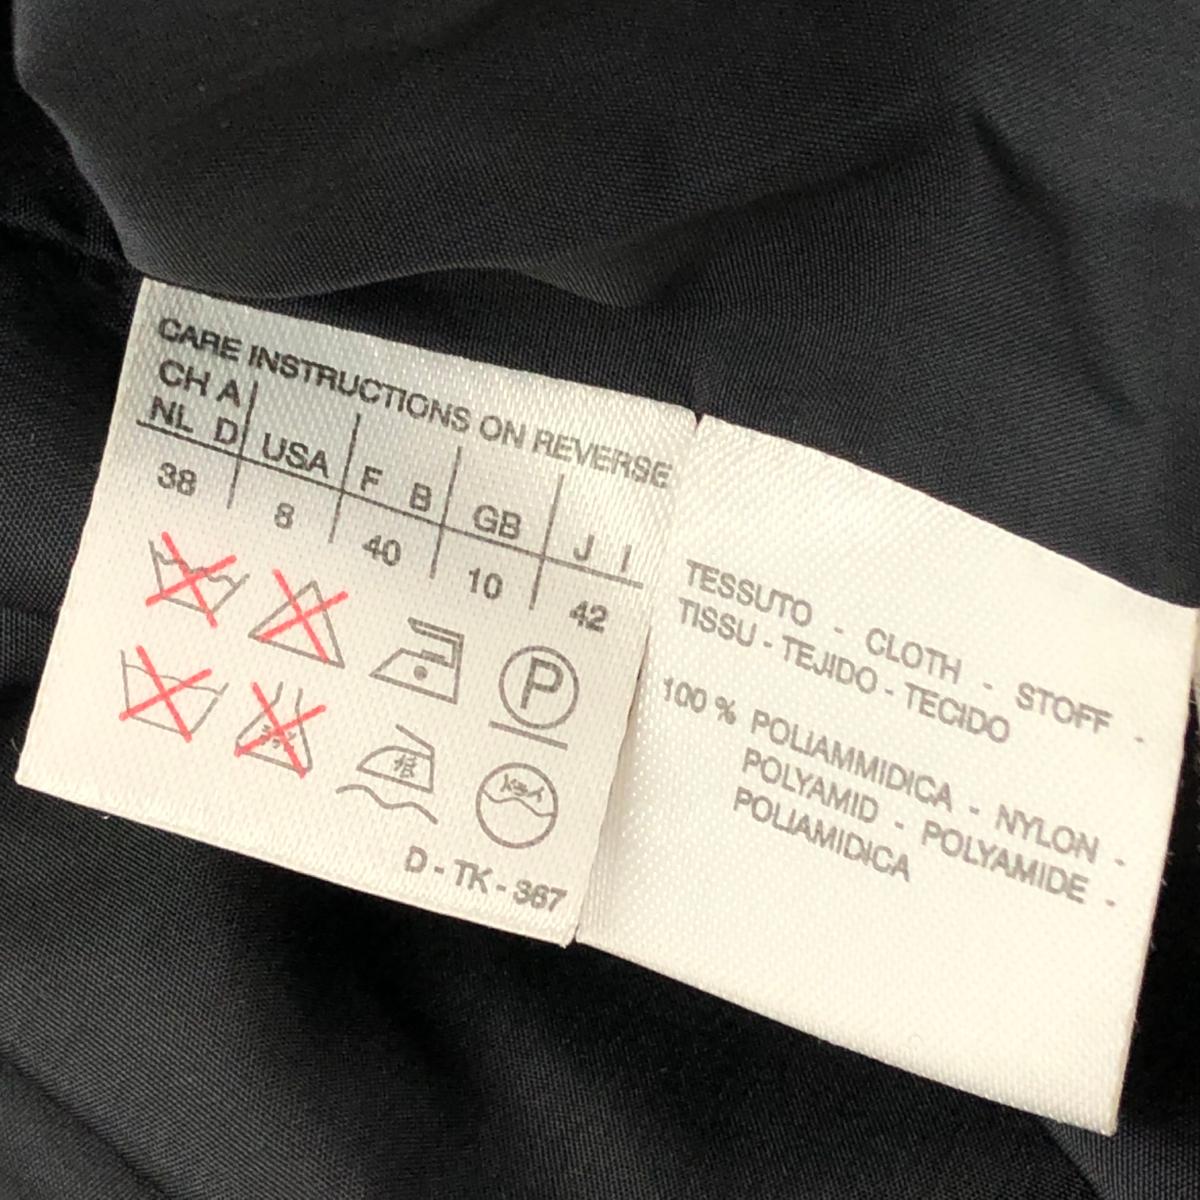 CARE INSTRUCTIONS ON REVERSE
CH A
NL D USA F B GB J I
38 8 40 10 42
P
D - TK - 367
TESSUTO - CLOTH - STOFF -
TISSU - TEJIDO - TECIDO
100 % POLIAMMIDICA - NYLON -
POLYAMID - POLYAMIDE -
POLIAMIDICA